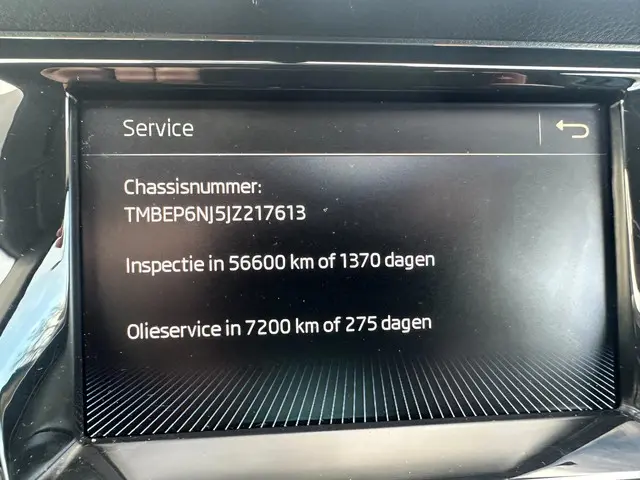 Service
Chassisnummer:
TMBEP6NJ5JZ217613
Inspectie in 56600 km of 1370 dagen
Olieservice in 7200 km of 275 dagen